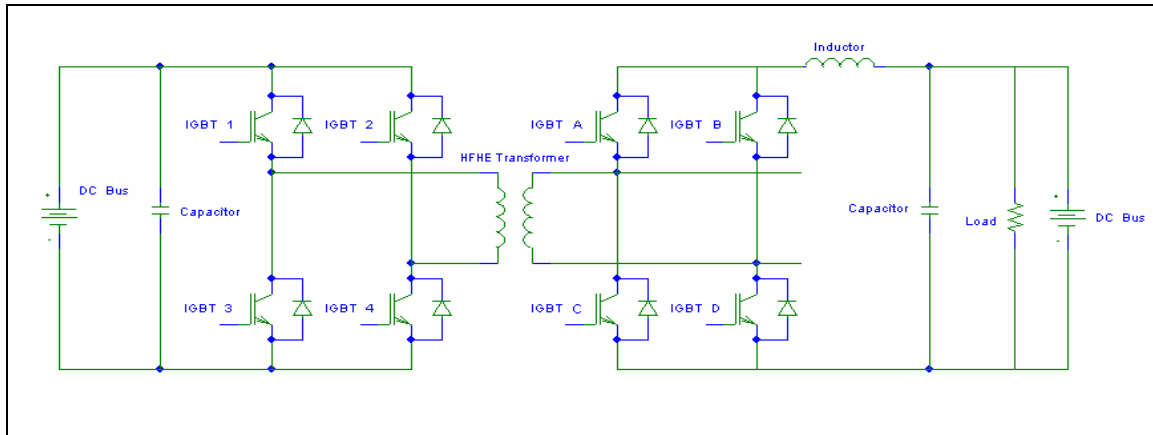 Inductor
IGBT 1
IGBT 2
IGBT A
IGBT B
HFHE Transformer
+
DC Bus
-
Capacitor
Capacitor
Load
+
DC Bus
-
IGBT 3
IGBT 4
IGBT C
IGBT D